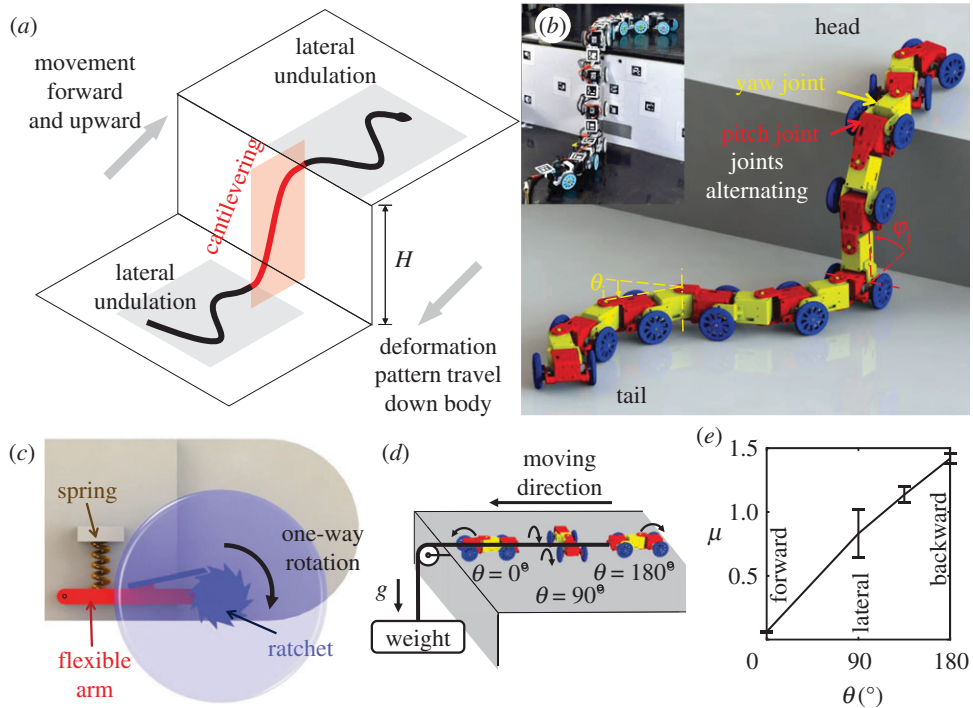 (a)
movement
forward
and upward
lateral
undulation
cantilevering
lateral
undulation
H
deformation
pattern travel
down body
(b)
head
yaw joint
pitch joint
joints
alternating
φi
θi
tail
(c)
spring
one-way
rotation
ratchet
flexible
arm
(d)
moving
direction
θ = 0°
θ = 90°
θ = 180°
g
weight
(e)
1.5
1.0
0.5
μ
forward
lateral
backward
0
90
180
θ (°)